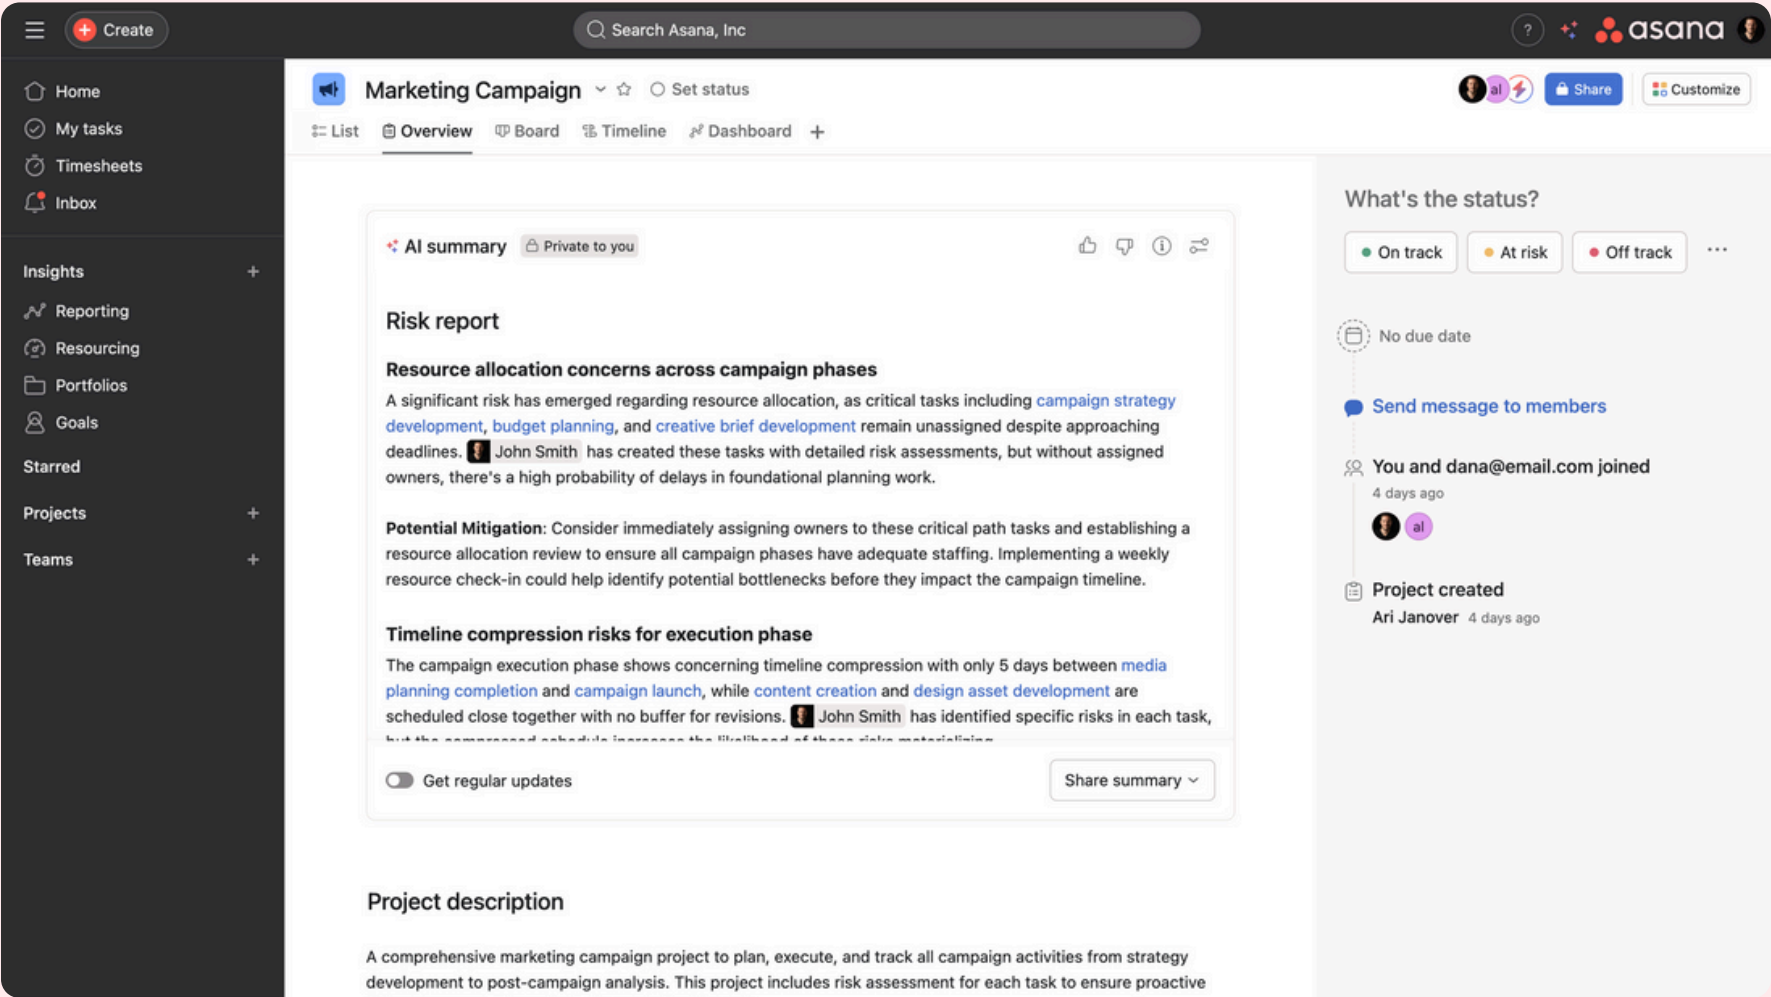 Create
Search Asana, Inc
?
asana
Home
My tasks
Timesheets
Inbox
Insights
Reporting
Resourcing
Portfolios
Goals
Starred
Projects
Teams
Marketing Campaign
Set status
al
Share
Customize
List
Overview
Board
Timeline
Dashboard
AI summary
Private to you
Risk report
Resource allocation concerns across campaign phases
A significant risk has emerged regarding resource allocation, as critical tasks including campaign strategy
development, budget planning, and creative brief development remain unassigned despite approaching
deadlines. John Smith has created these tasks with detailed risk assessments, but without assigned
owners, there's a high probability of delays in foundational planning work.
Potential Mitigation: Consider immediately assigning owners to these critical path tasks and establishing a
resource allocation review to ensure all campaign phases have adequate staffing. Implementing a weekly
resource check-in could help identify potential bottlenecks before they impact the campaign timeline.
Timeline compression risks for execution phase
The campaign execution phase shows concerning timeline compression with only 5 days between media
planning completion and campaign launch, while content creation and design asset development are
scheduled close together with no buffer for revisions. John Smith has identified specific risks in each task,
but the compressed schedule increases the likelihood of these risks materializing.
Get regular updates
Share summary
Project description
A comprehensive marketing campaign project to plan, execute, and track all campaign activities from strategy
development to post-campaign analysis. This project includes risk assessment for each task to ensure proactive
What's the status?
On track
At risk
Off track
No due date
Send message to members
You and dana@email.com joined
4 days ago
al
Project created
Ari Janover 4 days ago